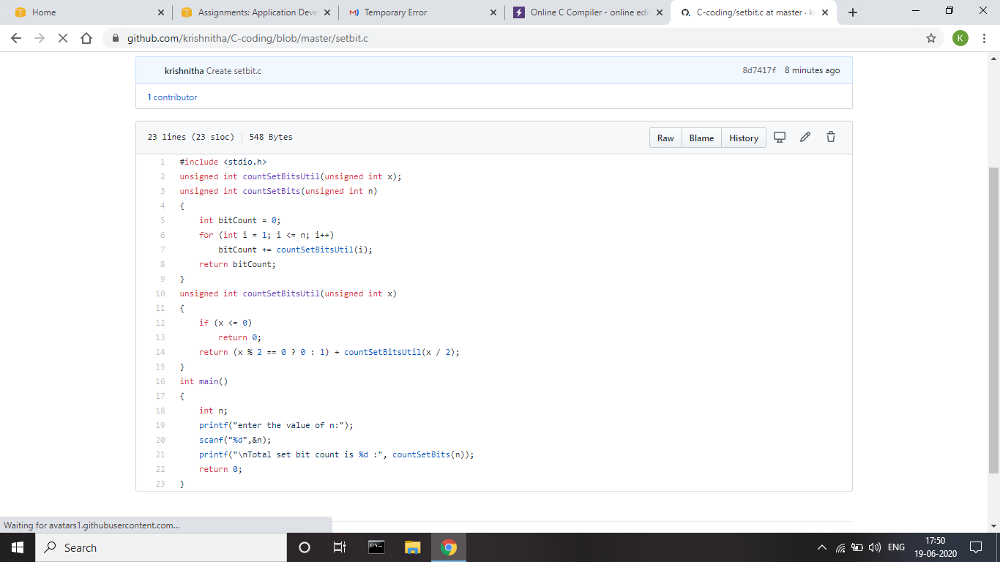 Home
Assignments: Application Deve
Temporary Error
Online C Compiler - online edi
C-coding/setbit.c at master · k
github.com/krishnitha/C-coding/blob/master/setbit.c
K
krishnitha Create setbit.c 8d7417f 8 minutes ago
1 contributor
23 lines (23 sloc) 548 Bytes
Raw Blame History
1 #include <stdio.h>
2 unsigned int countSetBitsUtil(unsigned int x);
3 unsigned int countSetBits(unsigned int n)
4 {
5     int bitCount = 0;
6     for (int i = 1; i <= n; i++)
7         bitCount += countSetBitsUtil(i);
8     return bitCount;
9 }
10 unsigned int countSetBitsUtil(unsigned int x)
11 {
12     if (x <= 0)
13         return 0;
14     return (x % 2 == 0 ? 0 : 1) + countSetBitsUtil(x / 2);
15 }
16 int main()
17 {
18     int n;
19     printf("enter the value of n:");
20     scanf("%d",&n);
21     printf("\nTotal set bit count is %d :", countSetBits(n));
22     return 0;
23 }
Waiting for avatars1.githubusercontent.com...
Search
ENG
17:50
19-06-2020